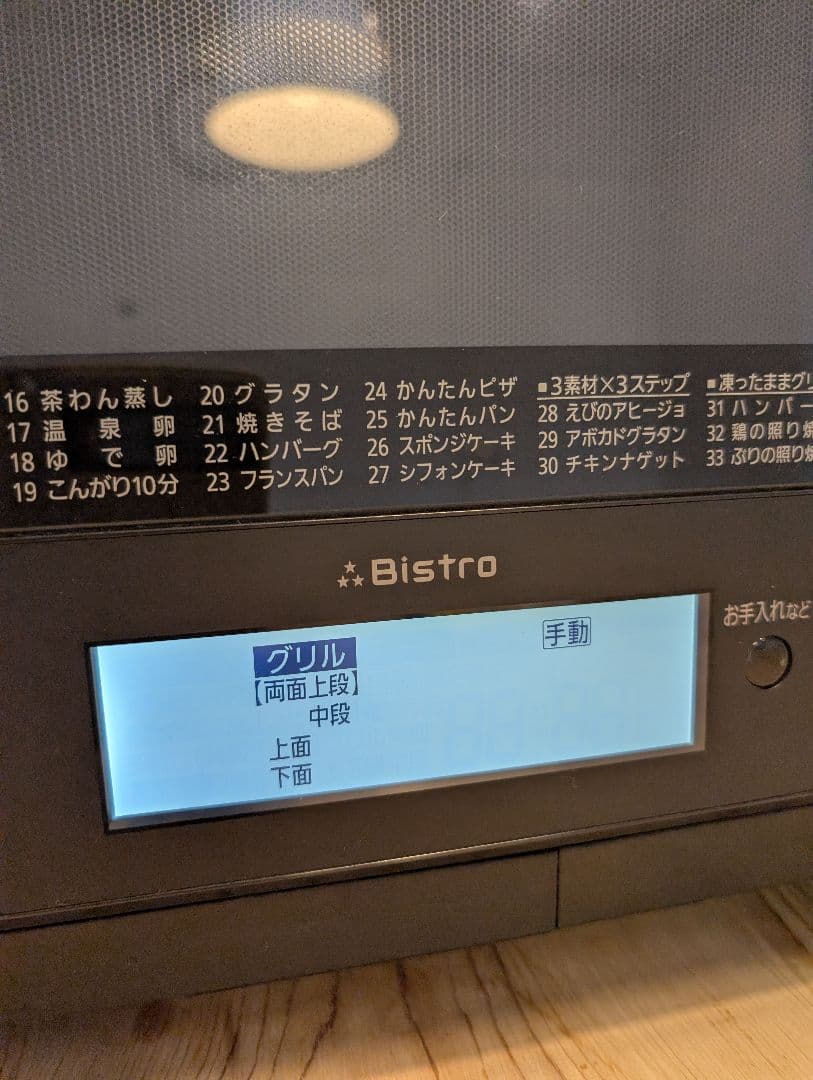 16 茶わん蒸し
17 温泉卵
18 ゆで卵
19 こんがり10分
20 グラタン
21 焼きそば
22 ハンバーグ
23 フランスパン
24 かんたんピザ
25 かんたんパン
26 スポンジケーキ
27 シフォンケーキ
■3素材×3ステップ
28 えびのアヒージョ
29 アボカドグラタン
30 チキンナゲット
■凍ったままグリ
31 ハンバー
32 鶏の照り焼
33 ぶりの照り焼
Bistro
お手入れなど
グリル
手動
【両面上段】
中段
上面
下面